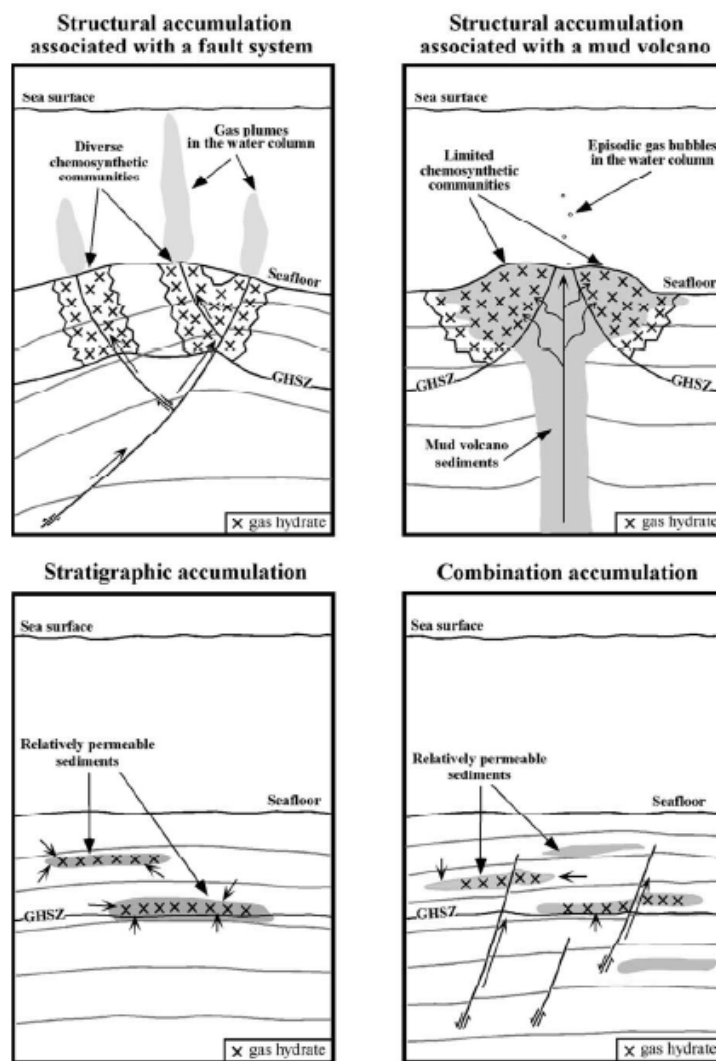 Structural accumulation
associated with a fault system
Sea surface
Diverse
chemosynthetic
communities
Gas plumes
in the water column
Seafloor
GHSZ
x gas hydrate
Structural accumulation
associated with a mud volcano
Sea surface
Limited
chemosynthetic
communities
Episodic gas bubbles
in the water column
Seafloor
GHSZ
GHSZ
Mud volcano
sediments
x gas hydrate
Stratigraphic accumulation
Sea surface
Relatively permeable
sediments
Seafloor
GHSZ
x gas hydrate
Combination accumulation
Sea surface
Relatively permeable
sediments
Seafloor
GHSZ
x gas hydrate